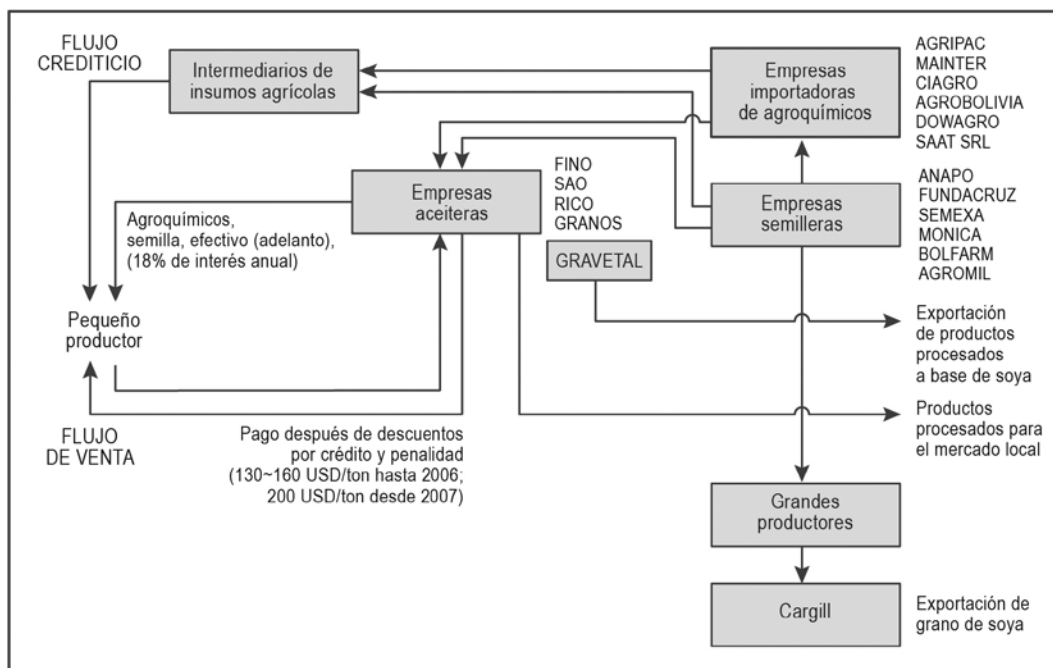 FLUJO
CREDITICIO
Intermediarios de
insumos agrícolas
Empresas
importadoras
de agroquímicos
AGRIPAC
MAINTER
CIAGRO
AGROBOLIVIA
DOWAGRO
SAAT SRL
Empresas
aceiteras
FINO
SAO
RICO
GRANOS
GRAVETAL
Empresas
semilleras
ANAPO
FUNDACRUZ
SEMEXA
MONICA
BOLFARM
AGROMIL
Agroquímicos,
semilla, efectivo (adelanto),
(18% de interés anual)
Pequeño
productor
Exportación
de productos
procesados
a base de soya
FLUJO
DE VENTA
Pago después de descuentos
por crédito y penalidad
(130~160 USD/ton hasta 2006;
200 USD/ton desde 2007)
Productos
procesados para
el mercado local
Grandes
productores
Cargill
Exportación de
grano de soya